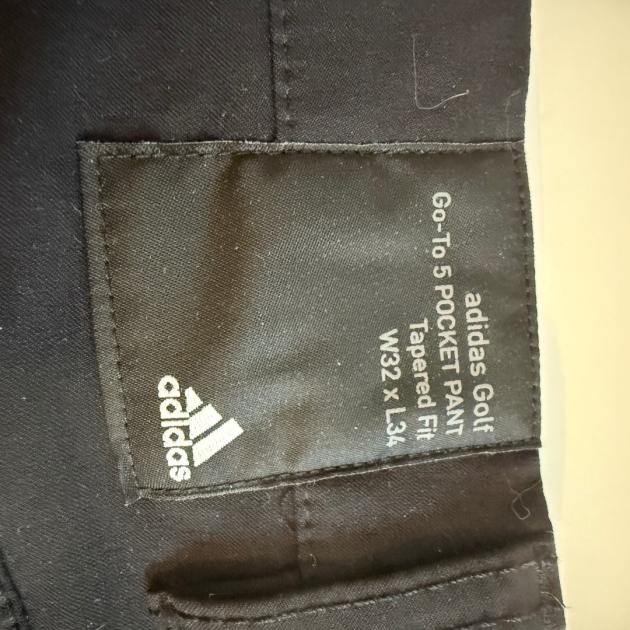 adidas Golf
Go-To 5 POCKET PANT
Tapered Fit
W32 x L34
adidas